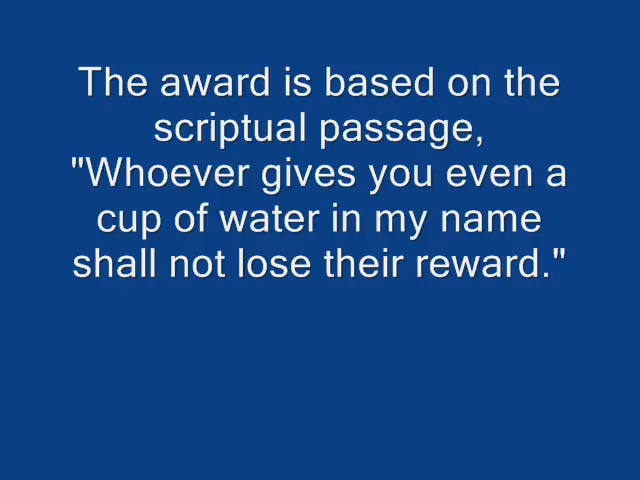 The award is based on the
scriptual passage,
"Whoever gives you even a
cup of water in my name
shall not lose their reward."